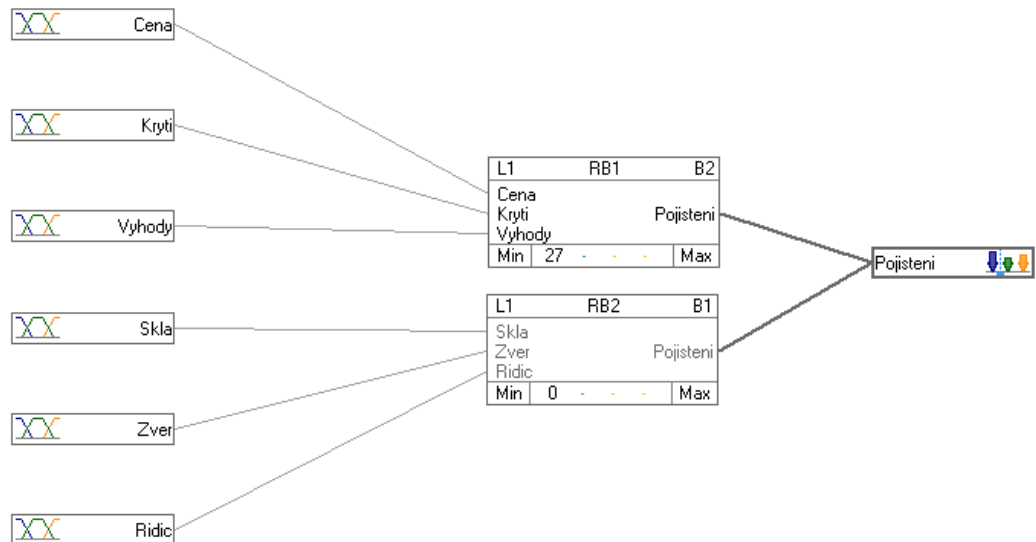 Cena
Kryti
Vyhody
Skla
Zver
Ridic
L1 RB1 B2
Cena
Kryti Pojisteni
Vyhody
Min 27 Max
L1 RB2 B1
Skla
Zver Pojisteni
Ridic
Min 0 Max
Pojisteni